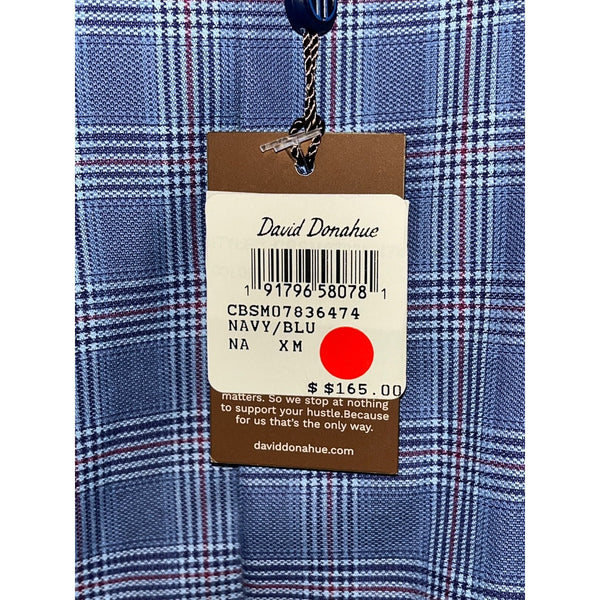 David Donahue
1 91796 58078 1
CBSM07836474
NAVY/BLU
NA XM
$ $165.00
matters. So we stop at nothing
to support your hustle.Because
for us that's the only way.
daviddonahue.com